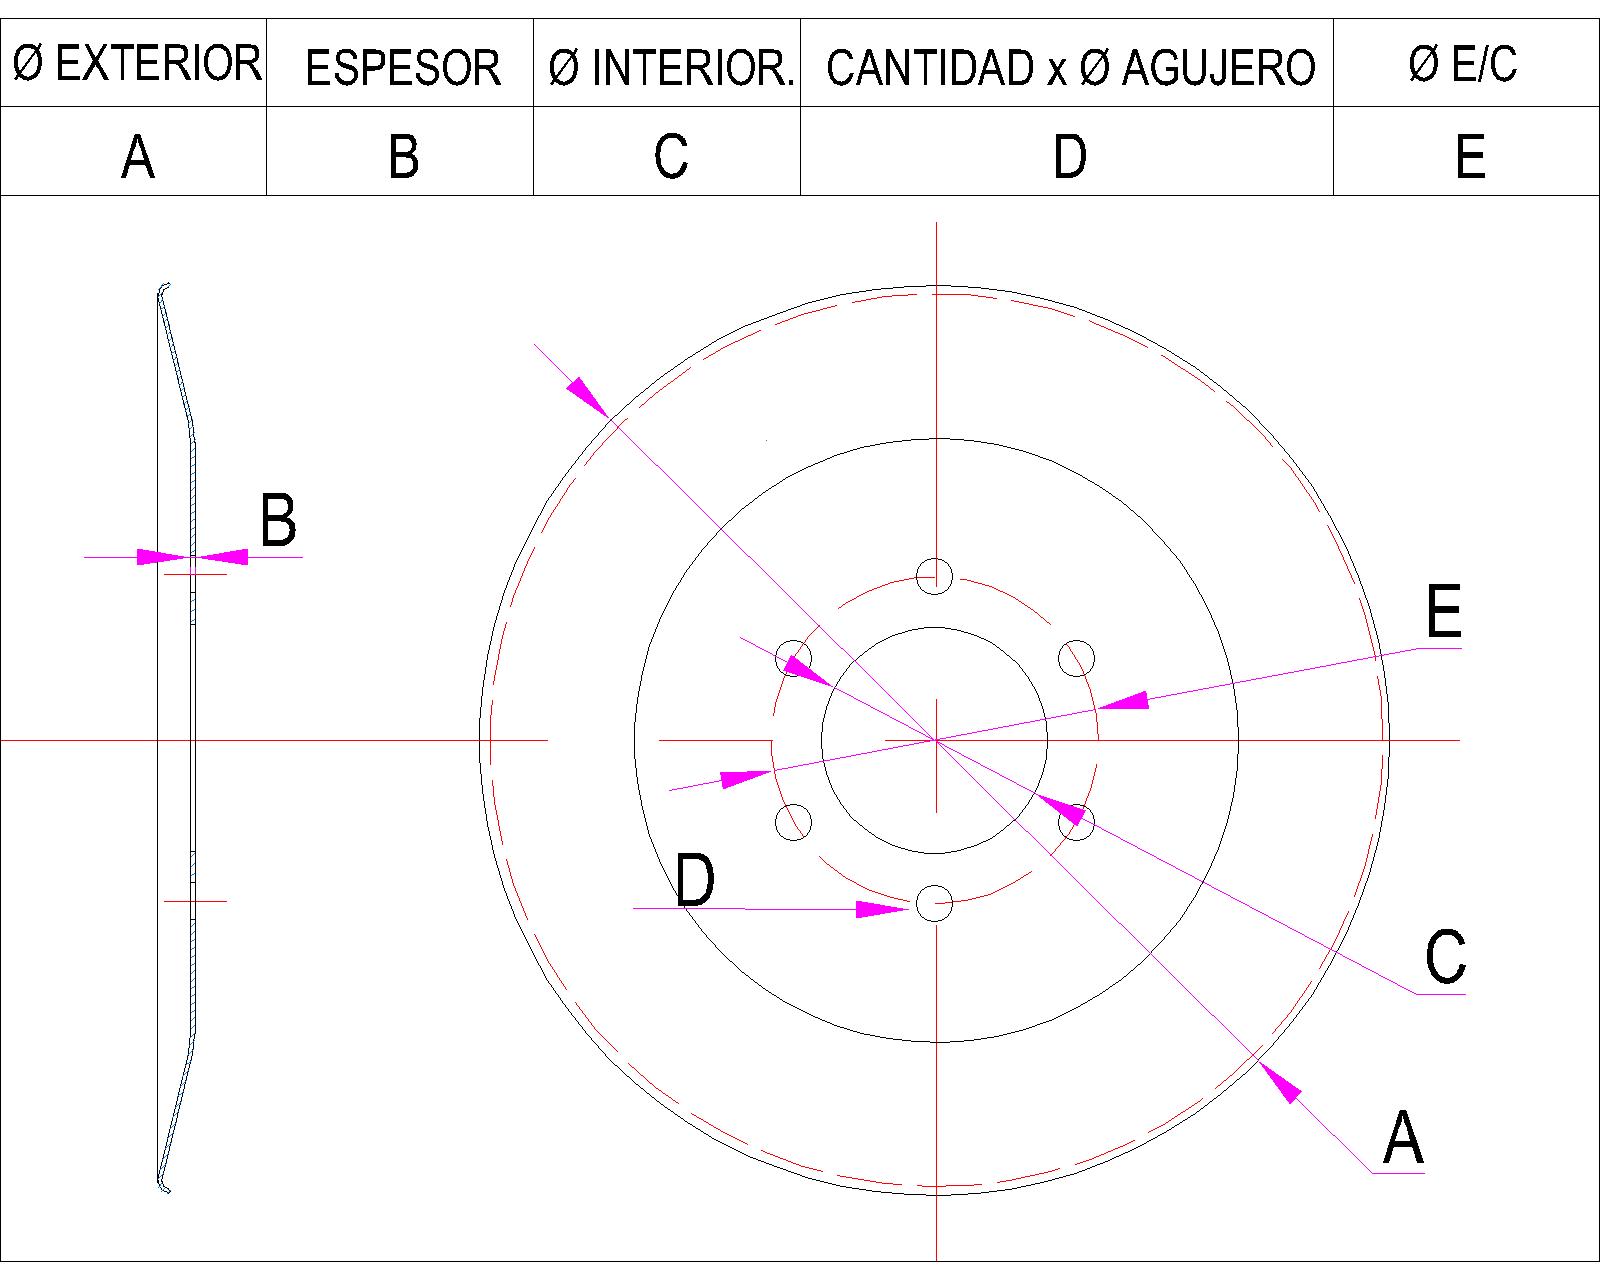 Ø EXTERIOR ESPESOR Ø INTERIOR. CANTIDAD x Ø AGUJERO Ø E/C
A B C D E
B
E
D
C
A